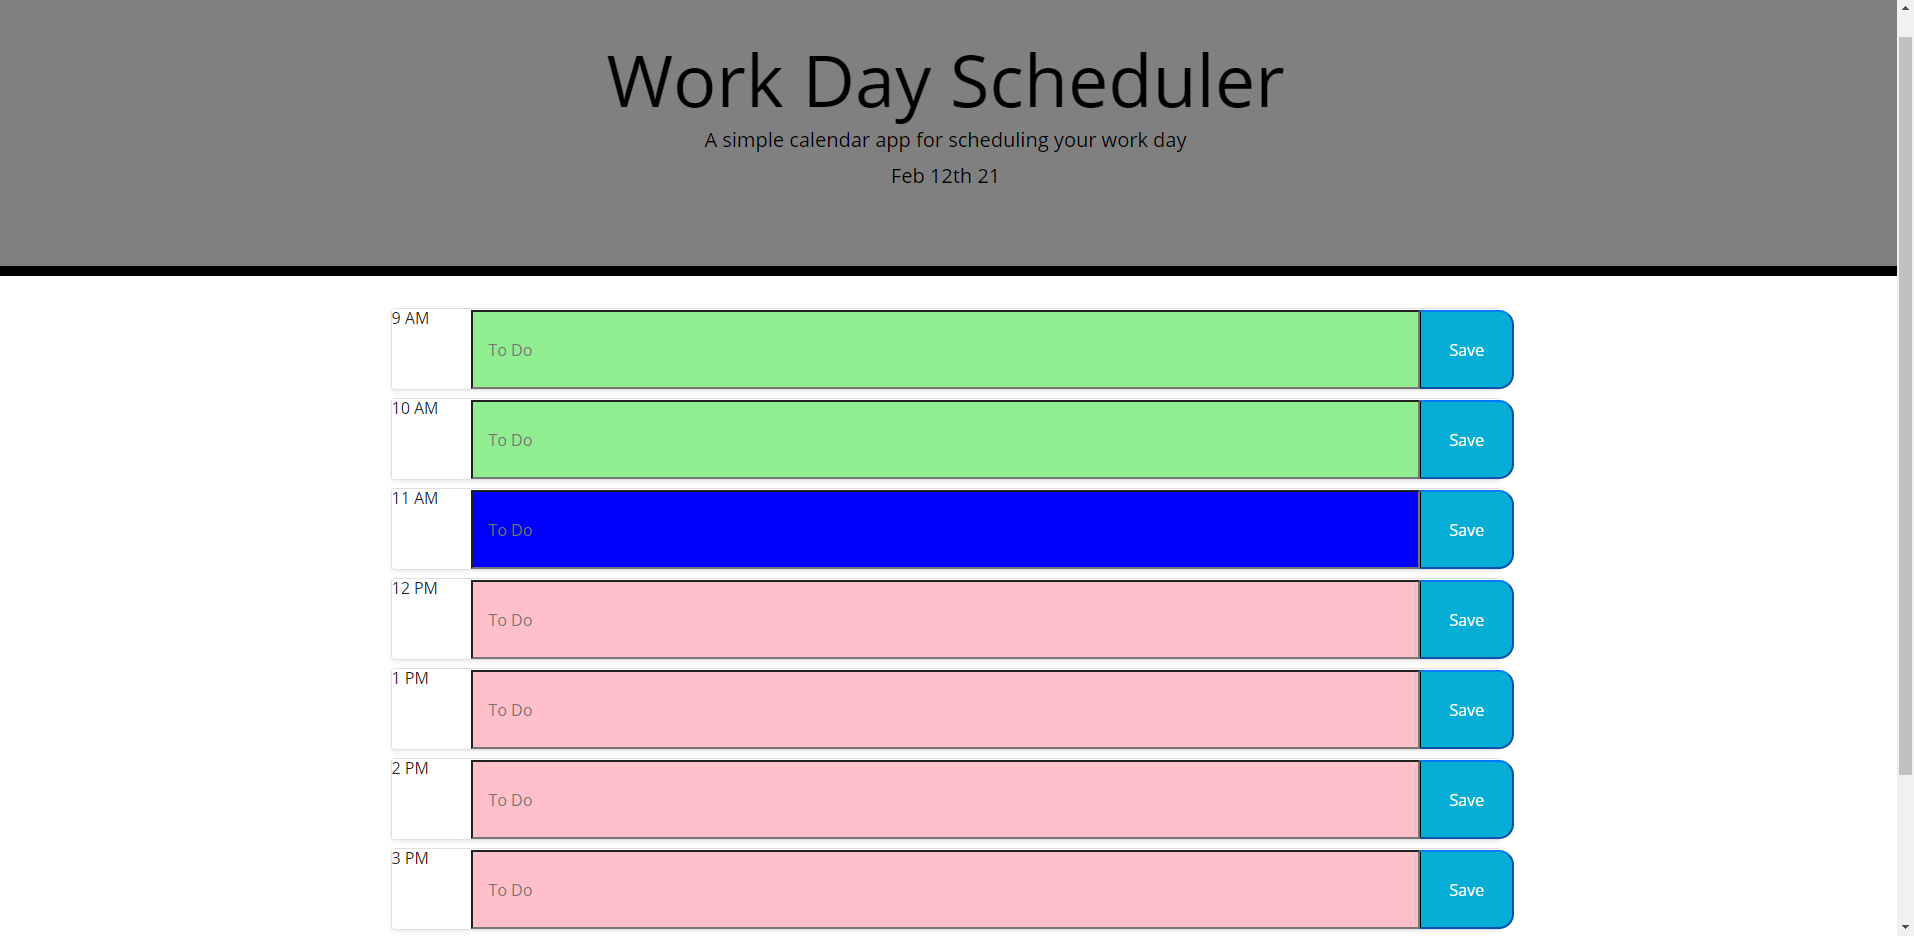 Work Day Scheduler
A simple calendar app for scheduling your work day
Feb 12th 21
9 AM
To Do
Save
10 AM
To Do
Save
11 AM
To Do
Save
12 PM
To Do
Save
1 PM
To Do
Save
2 PM
To Do
Save
3 PM
To Do
Save